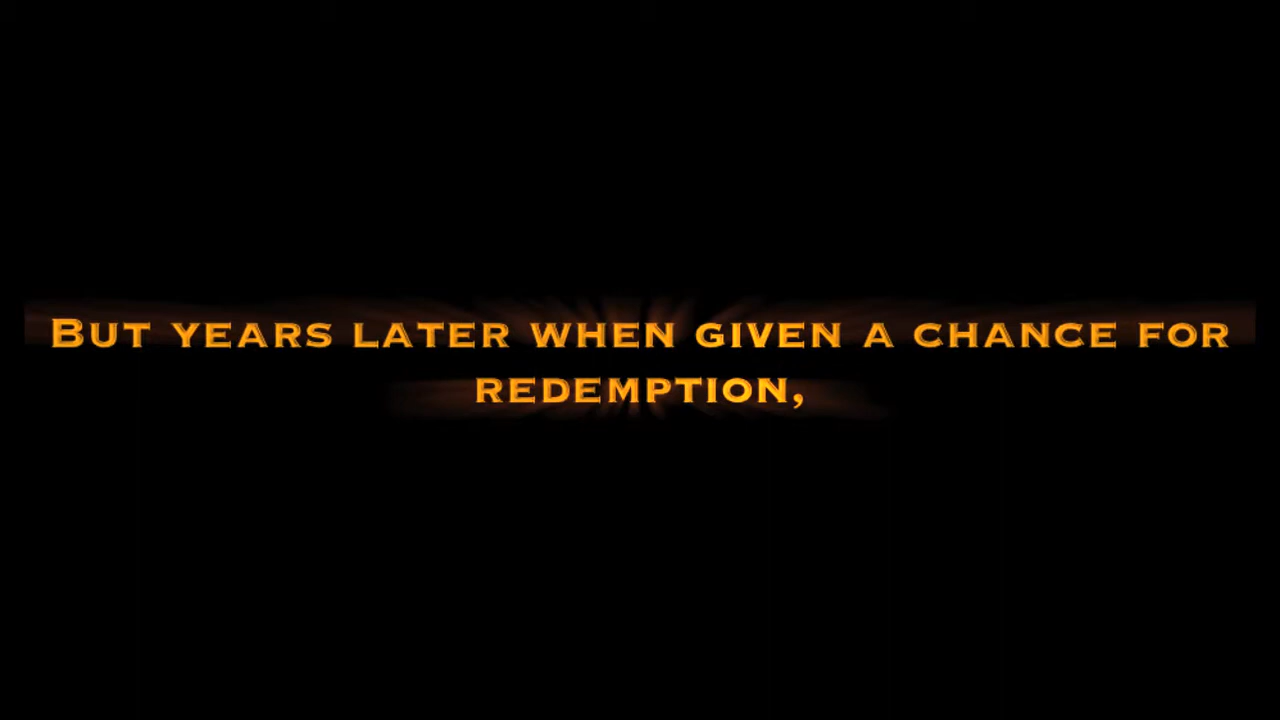 But years later when given a chance for
redemption,